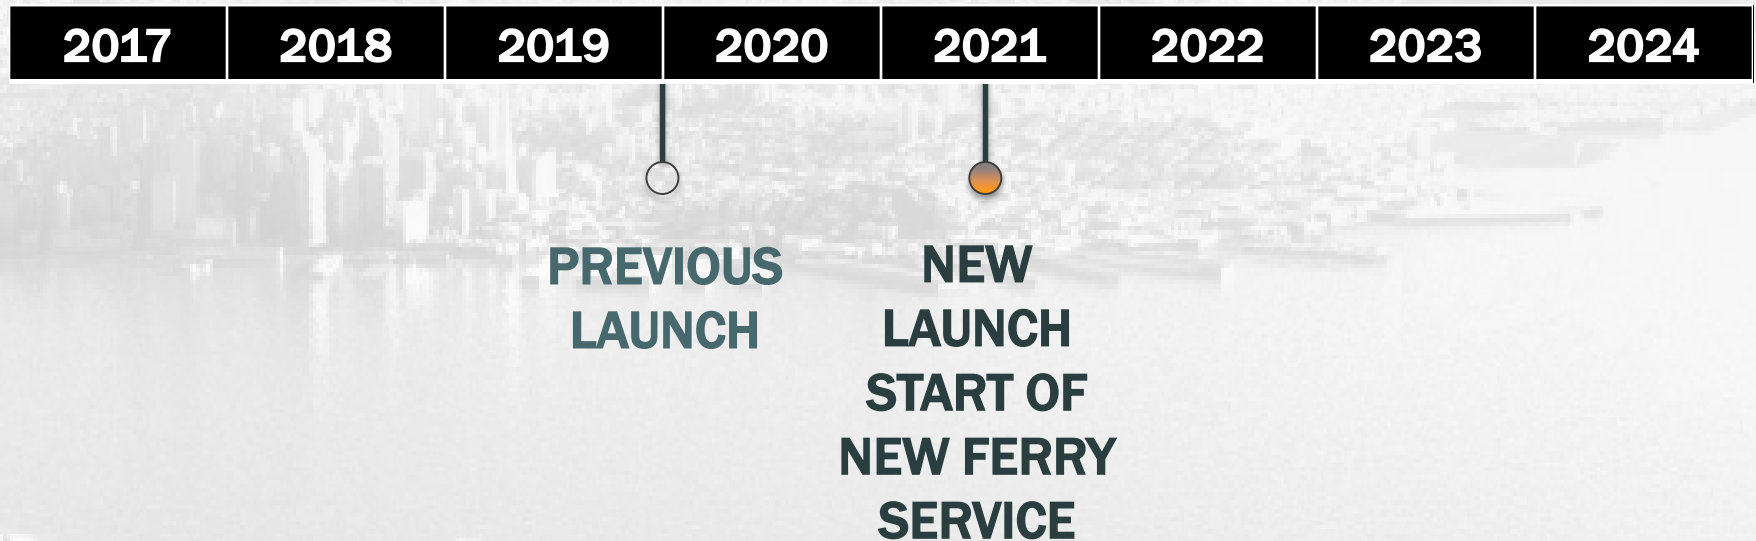 2017 2018 2019 2020 2021 2022 2023 2024
PREVIOUS
LAUNCH
NEW
LAUNCH
START OF
NEW FERRY
SERVICE